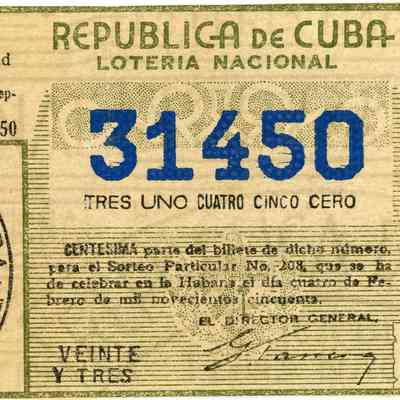 REPUBLICA DE CUBA
LOTERIA NACIONAL
d
ep-
50
31450
TRES UNO CUATRO CINCO CERO
CENTESIMA parte del billete de dicho número,
para el Sorteo Particular No. 208, que se ha
de celebrar en la Habana el día cuatro de Fe-
brero de mil novecientos cincuenta.
EL DIRECTOR GENERAL,
VEINTE
Y TRES